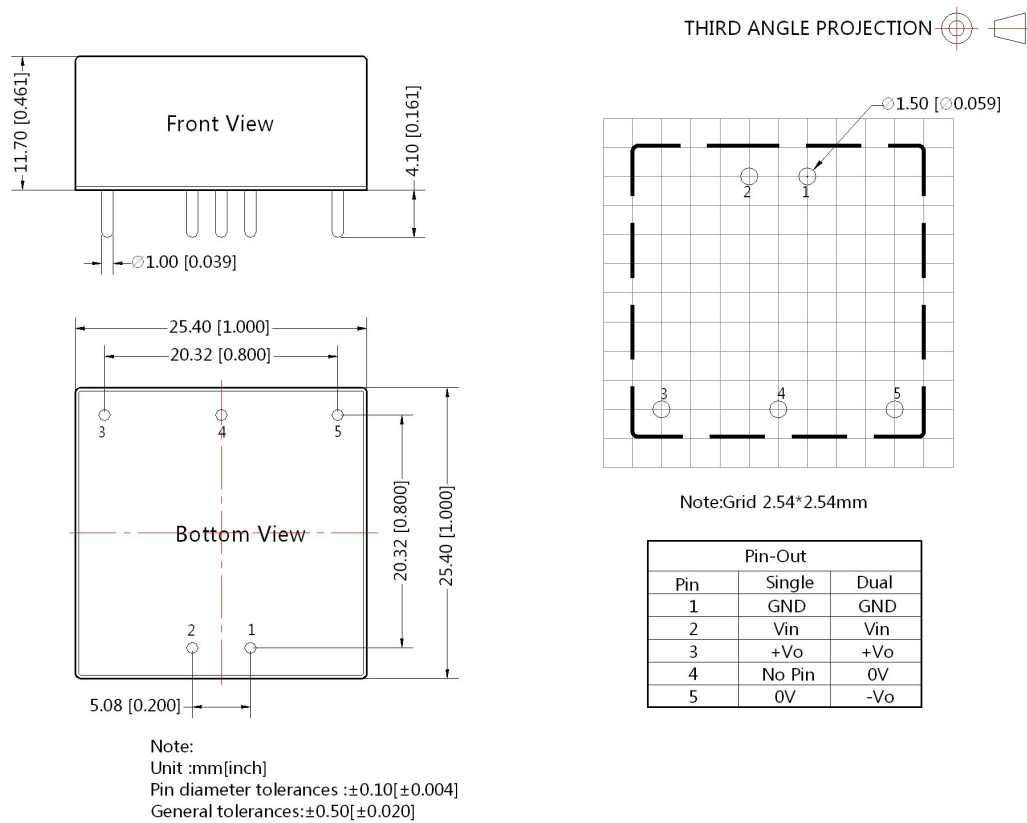 THIRD ANGLE PROJECTION
11.70 [0.461]
Front View
4.10 [0.161]
∅1.00 [0.039]
∅1.50 [∅0.059]
2
1
3
4
5
Note:Grid 2.54*2.54mm
25.40 [1.000]
20.32 [0.800]
3
4
5
Bottom View
20.32 [0.800]
25.40 [1.000]
2
1
5.08 [0.200]
Pin-Out
Pin Single Dual
1 GND GND
2 Vin Vin
3 +Vo +Vo
4 No Pin 0V
5 0V -Vo
Note:
Unit :mm[inch]
Pin diameter tolerances :±0.10[±0.004]
General tolerances:±0.50[±0.020]